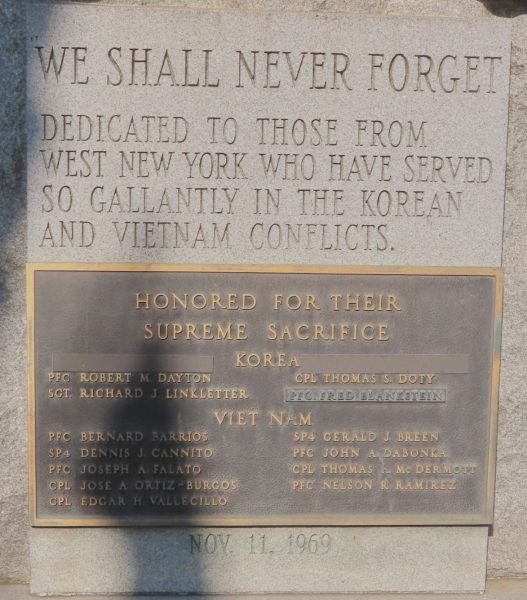 WE SHALL NEVER FORGET
DEDICATED TO THOSE FROM
WEST NEW YORK WHO HAVE SERVED
SO GALLANTLY IN THE KOREAN
AND VIETNAM CONFLICTS.
HONORED FOR THEIR
SUPREME SACRIFICE
KOREA
PFC ROBERT M. DAYTON CPL THOMAS S. DOTY
SGT. RICHARD J. LINKLETTER PFC. FRED BLANKSTEIN
VIET NAM
PFC BERNARD BARRIOS SP4 GERALD J. BREEN
SP4 DENNIS J. CANNITO PFC JOHN A. DABONKA
PFC JOSEPH A. FALATO CPL THOMAS A. McDERMOTT
CPL JOSE A. ORTIZ-BURGOS PFC NELSON R. RAMIREZ
CPL EDGAR H. VALLECILLO
NOV. 11, 1969